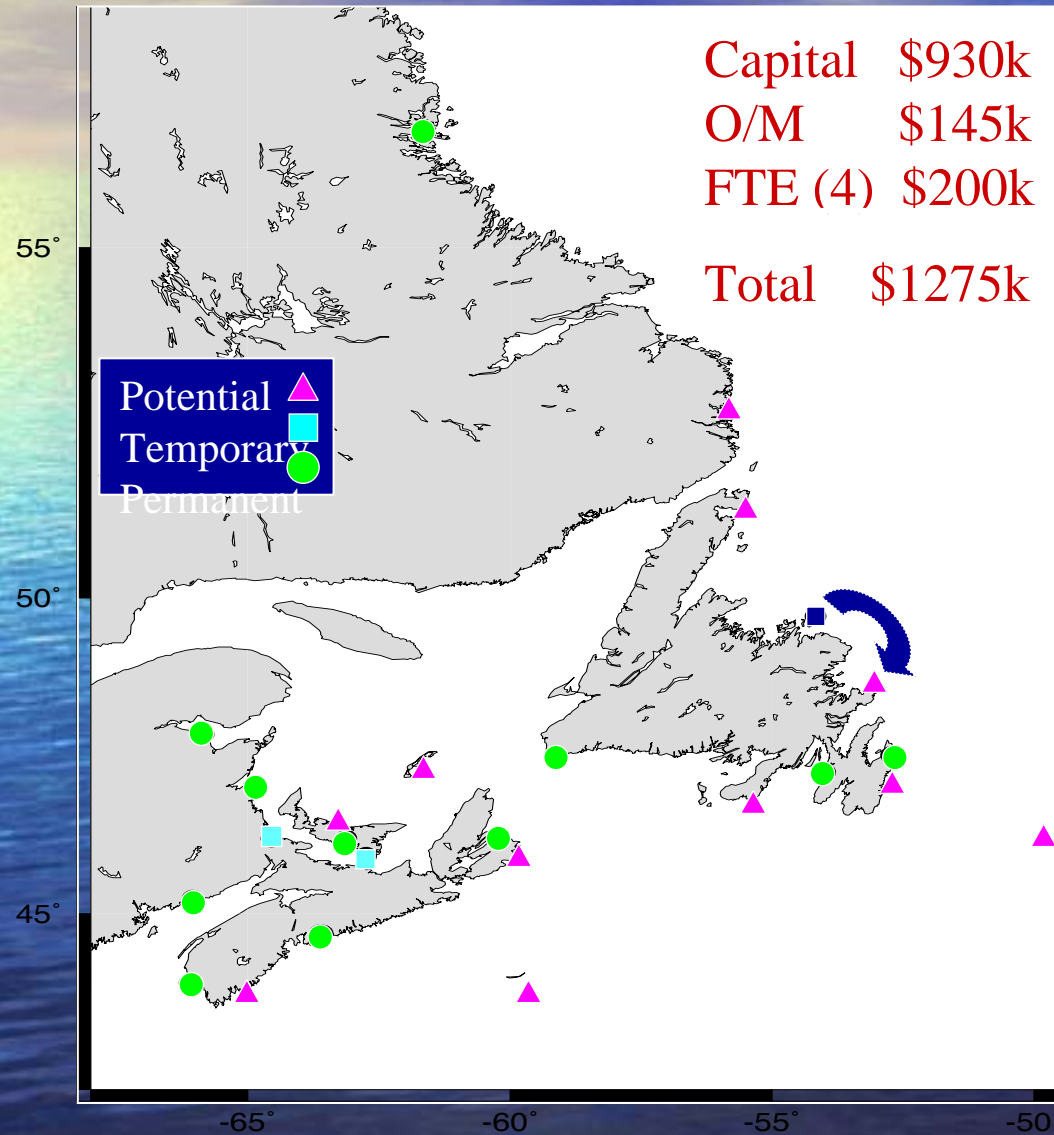 Capital $930k
O/M $145k
FTE (4) $200k
Total $1275k
55°
Potential
Temporary
Permanent
50°
45°
-65°
-60°
-55°
-50